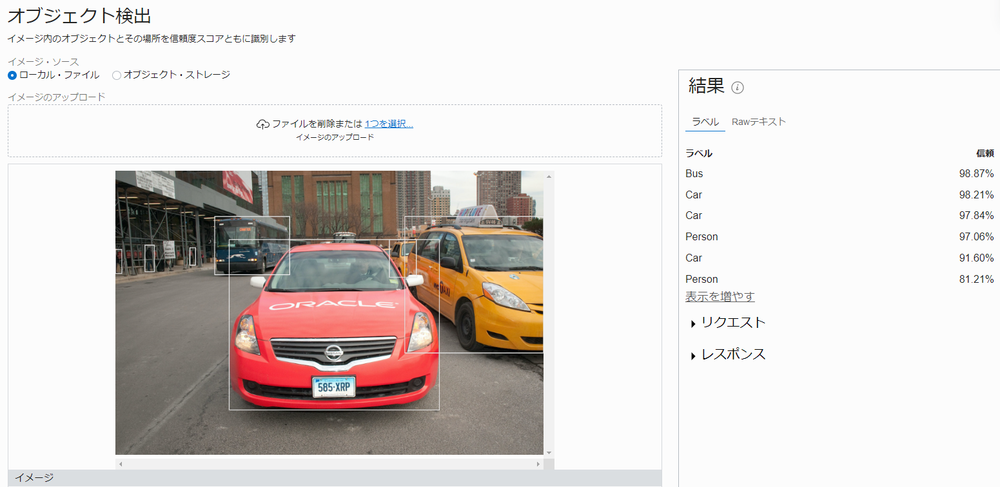 オブジェクト検出
イメージ内のオブジェクトとその場所を信頼度スコアともに識別します
イメージ・ソース
ローカル・ファイル オブジェクト・ストレージ
イメージのアップロード
ファイルを削除または 1つを選択...
イメージのアップロード
6V46
TAXI
ORACLE
NISSAN
585·XRP
イメージ
結果
ラベル Rawテキスト
ラベル 信頼
Bus 98.87%
Car 98.21%
Car 97.84%
Person 97.06%
Car 91.60%
Person 81.21%
表示を増やす
リクエスト
レスポンス